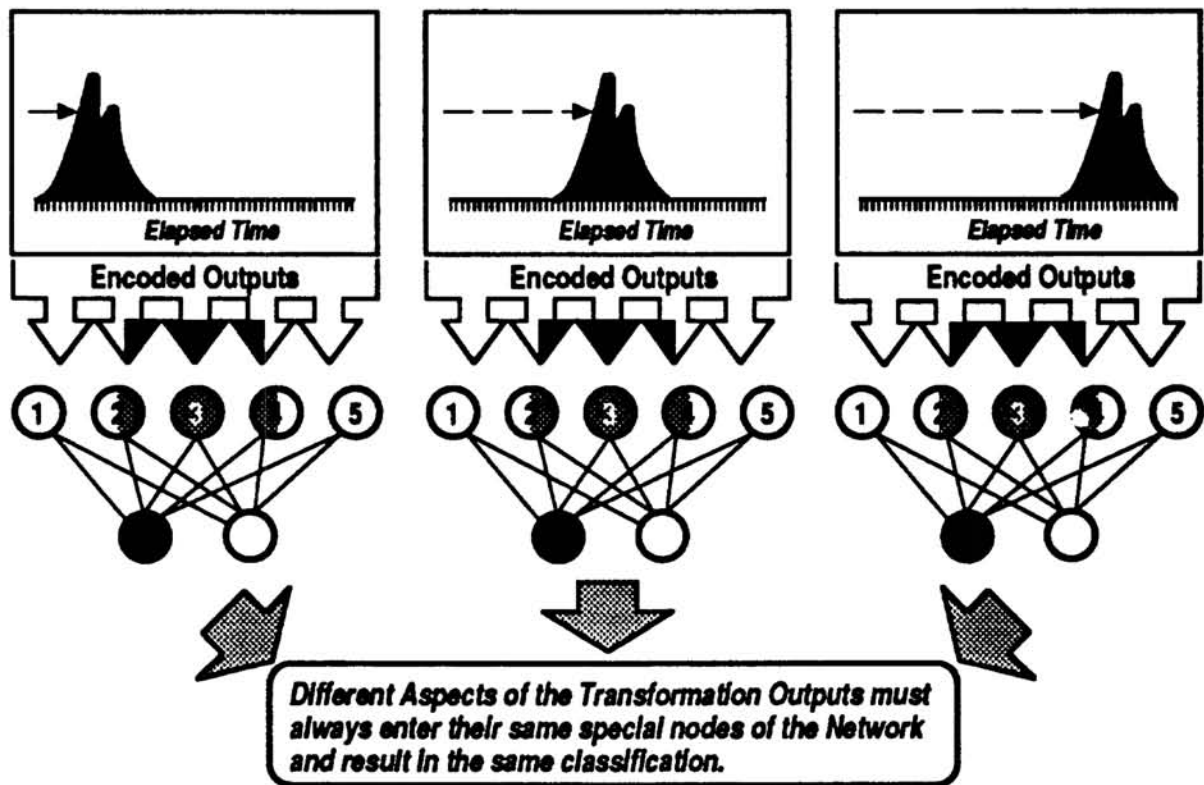 Elapsed Time Elapsed Time Elapsed Time
Encoded Outputs Encoded Outputs Encoded Outputs
1 2 3 4 5 1 2 3 4 5 1 2 3 4 5
Different Aspects of the Transformation Outputs must
always enter their same special nodes of the Network
and result in the same classification.